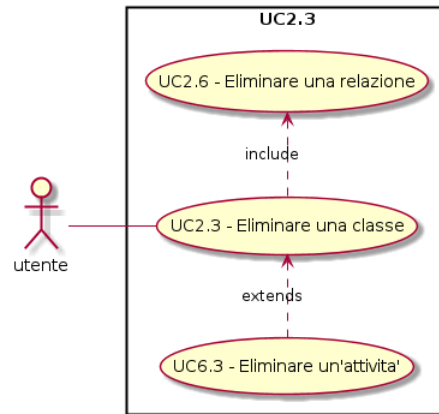 UC2.3
UC2.6 - Eliminare una relazione
include
UC2.3 - Eliminare una classe
utente
extends
UC6.3 - Eliminare un'attivita'